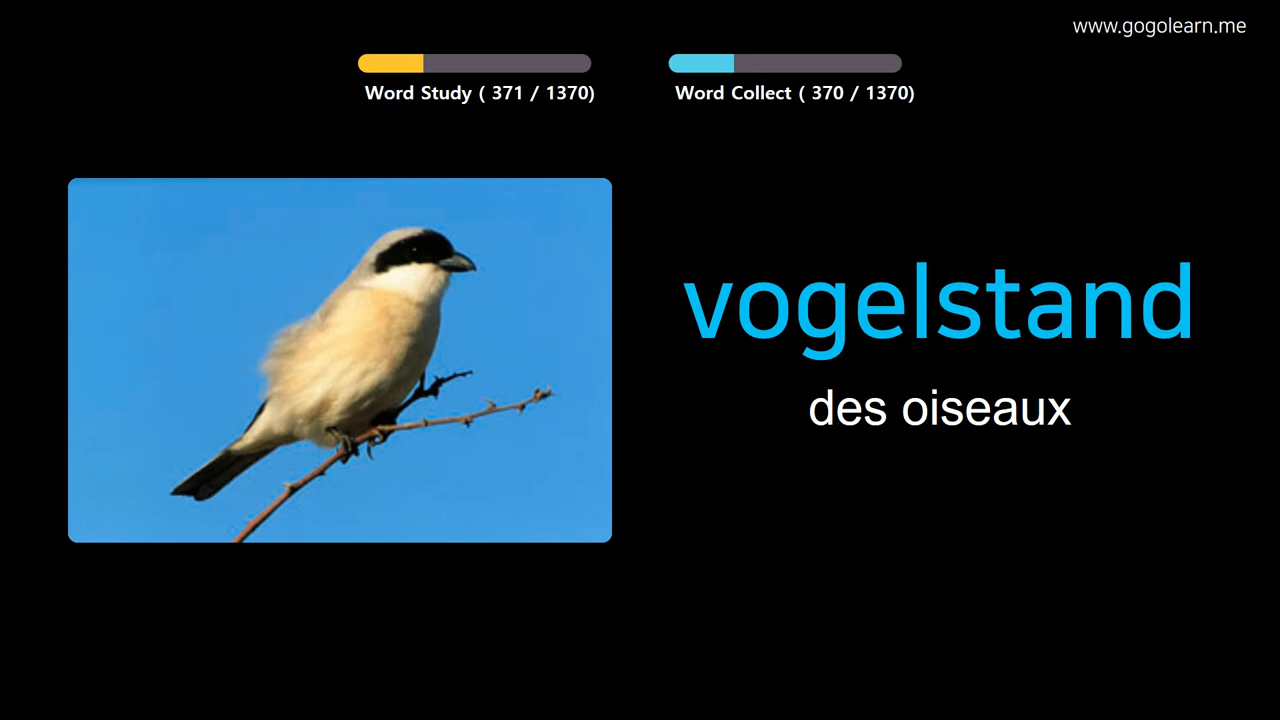 www.gogolearn.me
Word Study ( 371 / 1370)
Word Collect ( 370 / 1370)
vogelstand
des oiseaux